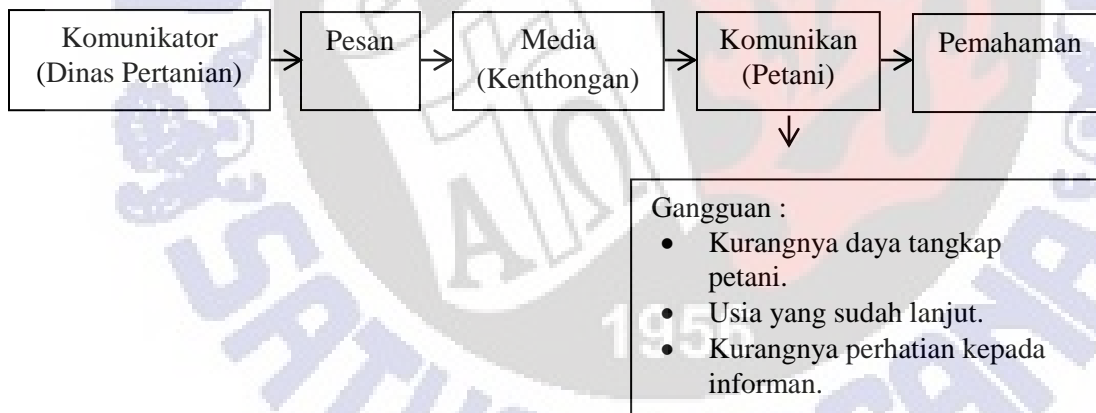 Komunikator
(Dinas Pertanian)
Pesan
Media
(Kenthongan)
Komunikan
(Petani)
Pemahaman
Gangguan :
• Kurangnya daya tangkap
petani.
• Usia yang sudah lanjut.
• Kurangnya perhatian kepada
informan.
1956